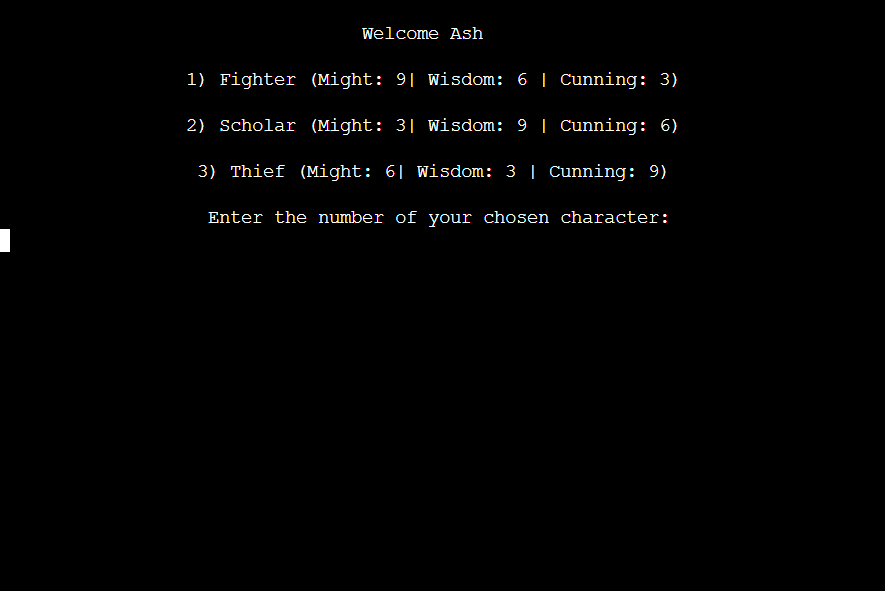 Welcome Ash
1) Fighter (Might: 9| Wisdom: 6 | Cunning: 3)
2) Scholar (Might: 3| Wisdom: 9 | Cunning: 6)
3) Thief (Might: 6| Wisdom: 3 | Cunning: 9)
Enter the number of your chosen character: